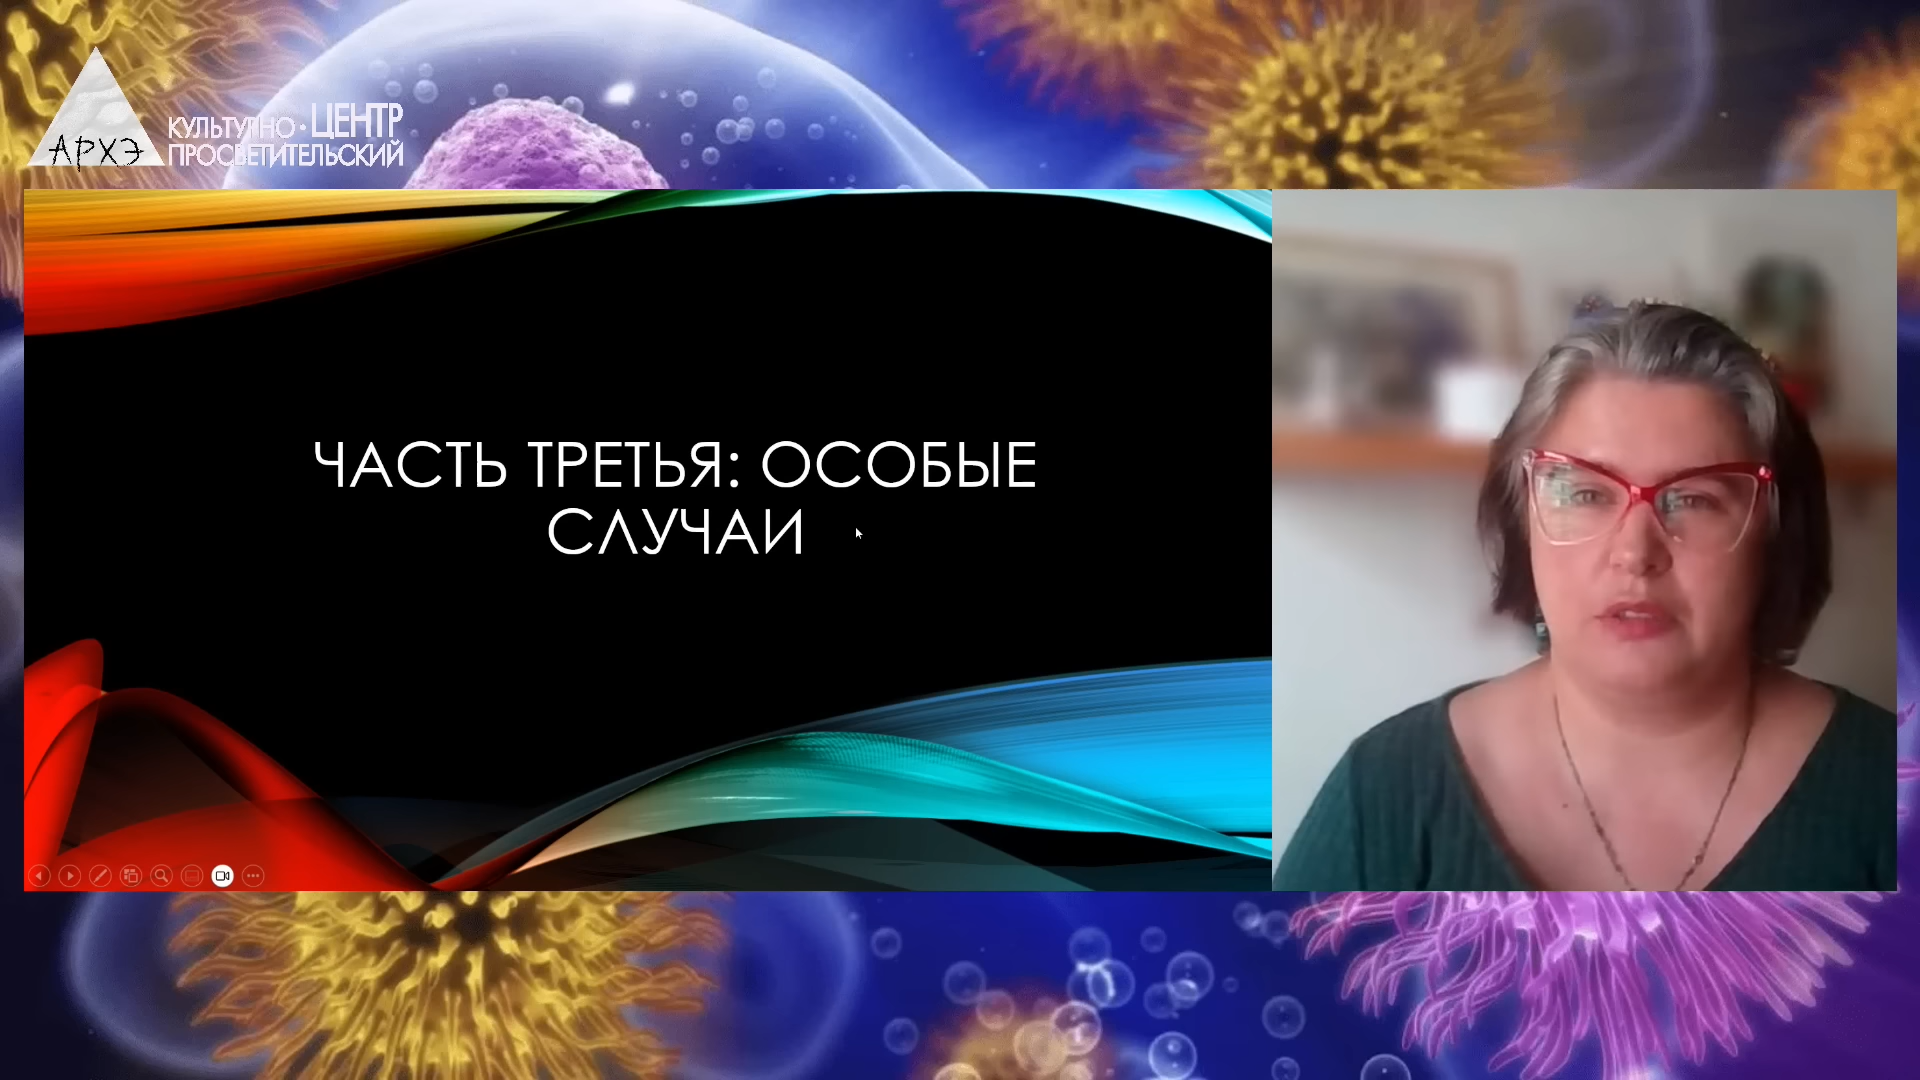 АРХЭ
КУЛЬТУРНО·ЦЕНТР
ПРОСВЕТИТЕЛЬСКИЙ
ЧАСТЬ ТРЕТЬЯ: ОСОБЫЕ
СЛУЧАИ